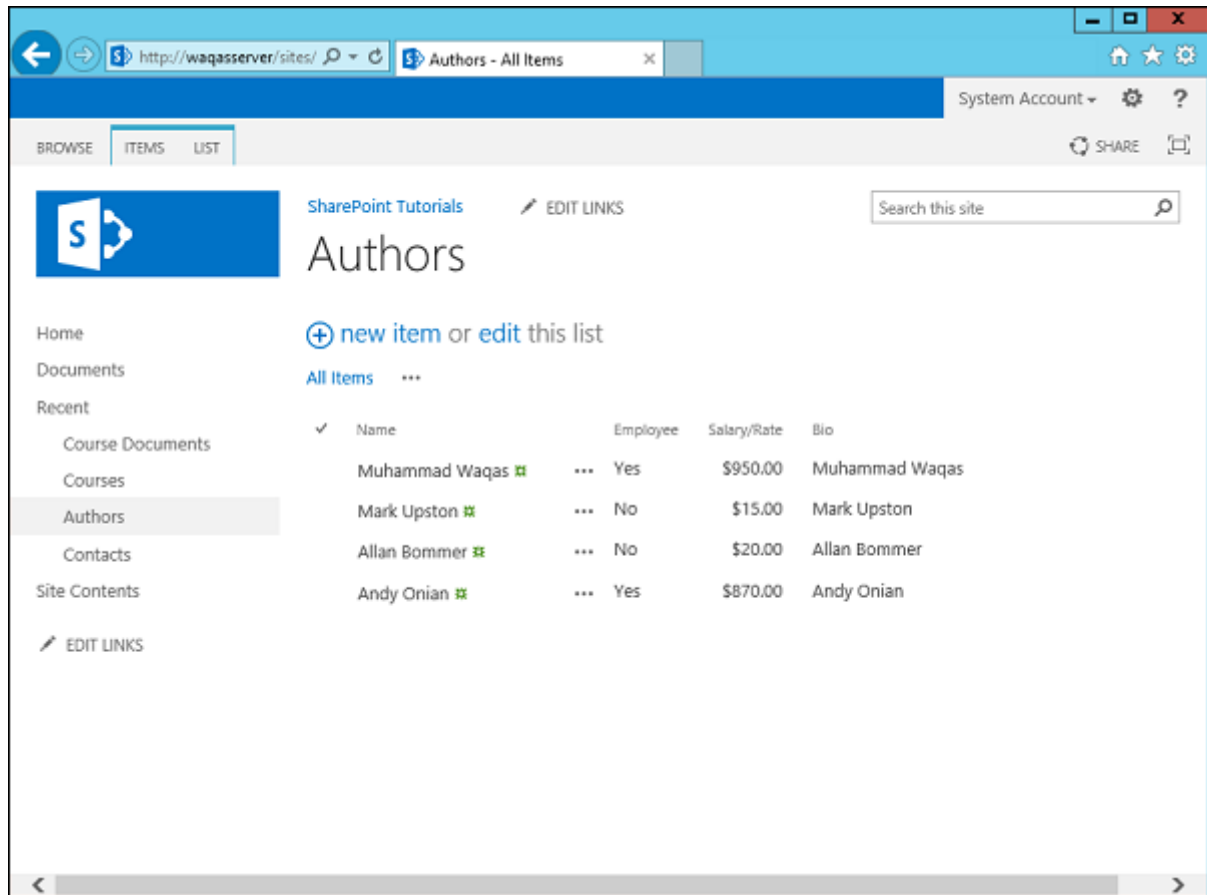 http://waqasserver/sites/ Authors - All Items
System Account ?
BROWSE ITEMS LIST SHARE
S SharePoint Tutorials EDIT LINKS Search this site
Authors
Home
Documents
Recent
Course Documents
Courses
Authors
Contacts
Site Contents
EDIT LINKS
new item or edit this list
All Items ...
Name Employee Salary/Rate Bio
Muhammad Waqas ... Yes $950.00 Muhammad Waqas
Mark Upston ... No $15.00 Mark Upston
Allan Bommer ... No $20.00 Allan Bommer
Andy Onian ... Yes $870.00 Andy Onian